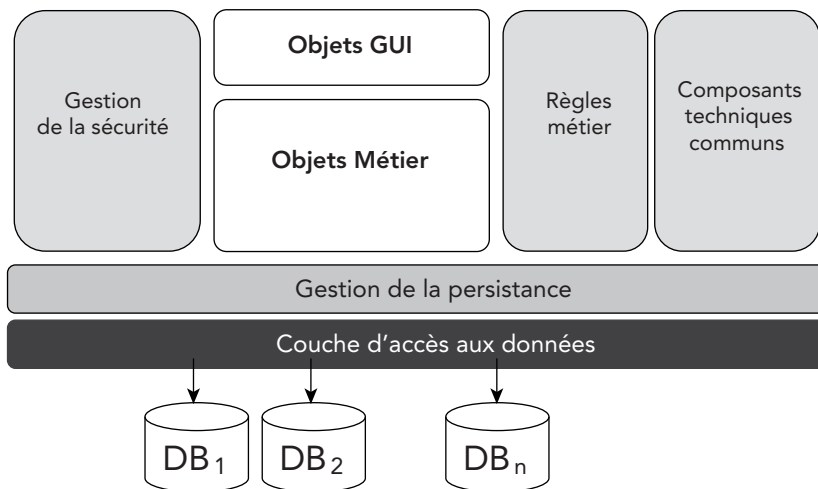 Gestion
de la sécurité
Objets GUI
Objets Métier
Règles
métier
Composants
techniques
communs
Gestion de la persistance
Couche d’accès aux données
DB1
DB2
DBn